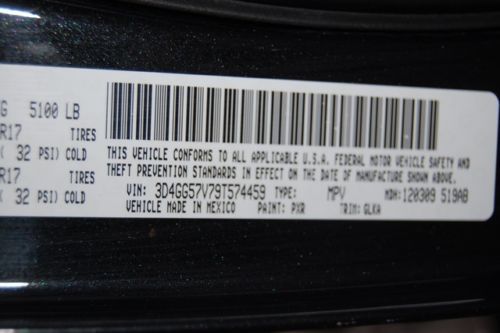 G 5100 LB
R17 TIRES
( 32 PSI) COLD
THIS VEHICLE CONFORMS TO ALL APPLICABLE U.S.A. FEDERAL MOTOR VEHICLE SAFETY AND
R17 TIRES
THEFT PREVENTION STANDARDS IN EFFECT ON THE DATE OF MANUFACTURE SHOWN ABOVE.
( 32 PSI) COLD
VIN: 3D4GG57V79T574459 TYPE: MPV MDH: 120309 519AB
VEHICLE MADE IN MEXICO PAINT: PXR TRIM: GLKA